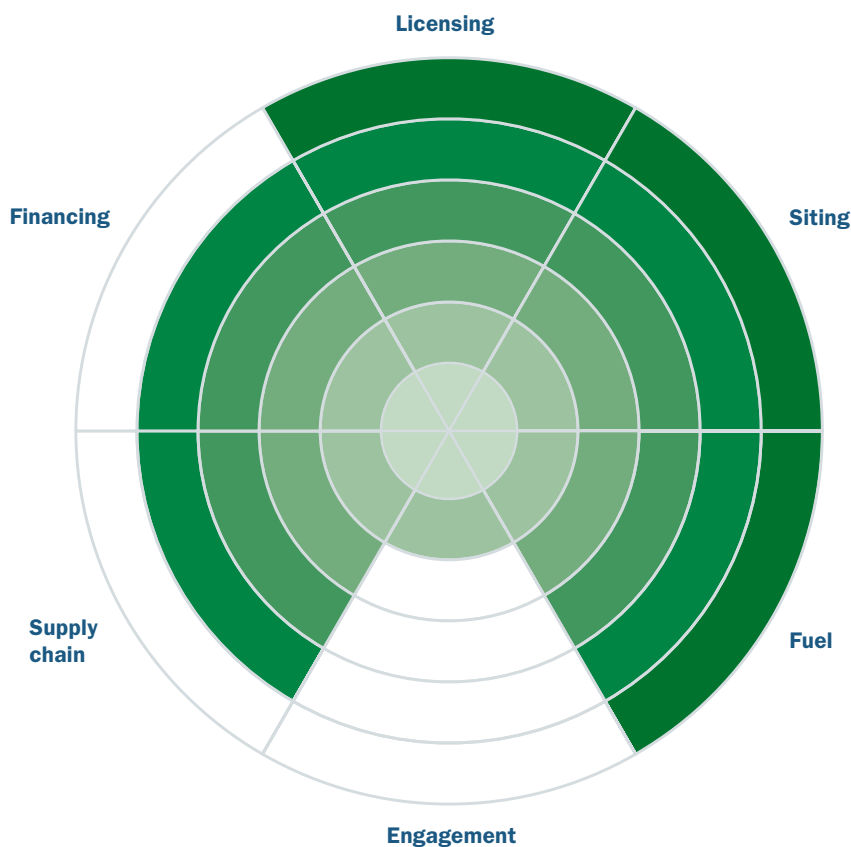 Licensing
Financing
Siting
Supply
chain
Fuel
Engagement